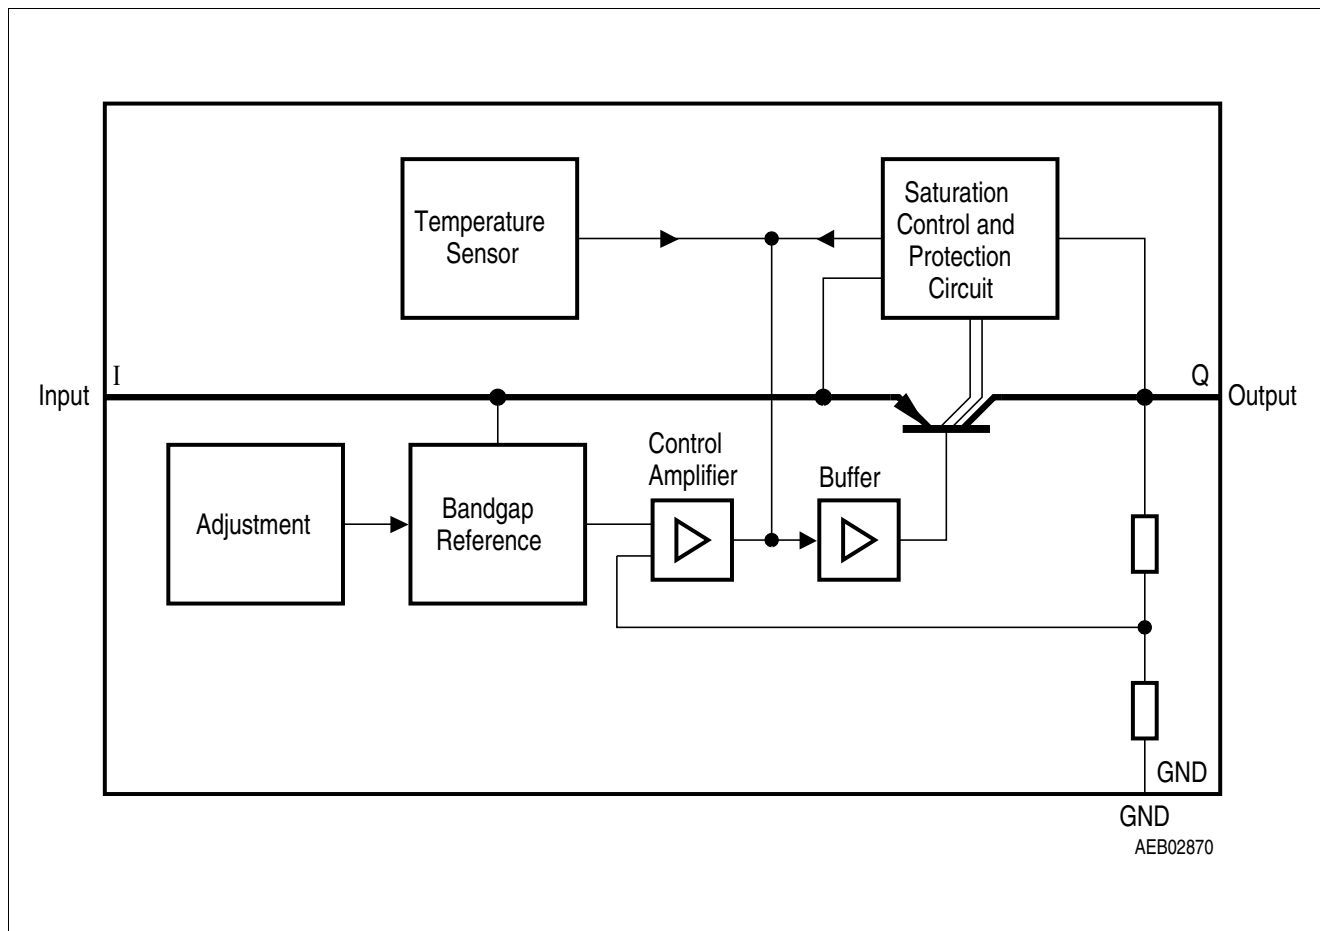 Temperature
Sensor
Saturation
Control and
Protection
Circuit
I
Q
Input
Output
Control
Amplifier
Buffer
Adjustment
Bandgap
Reference
GND
GND
AEB02870